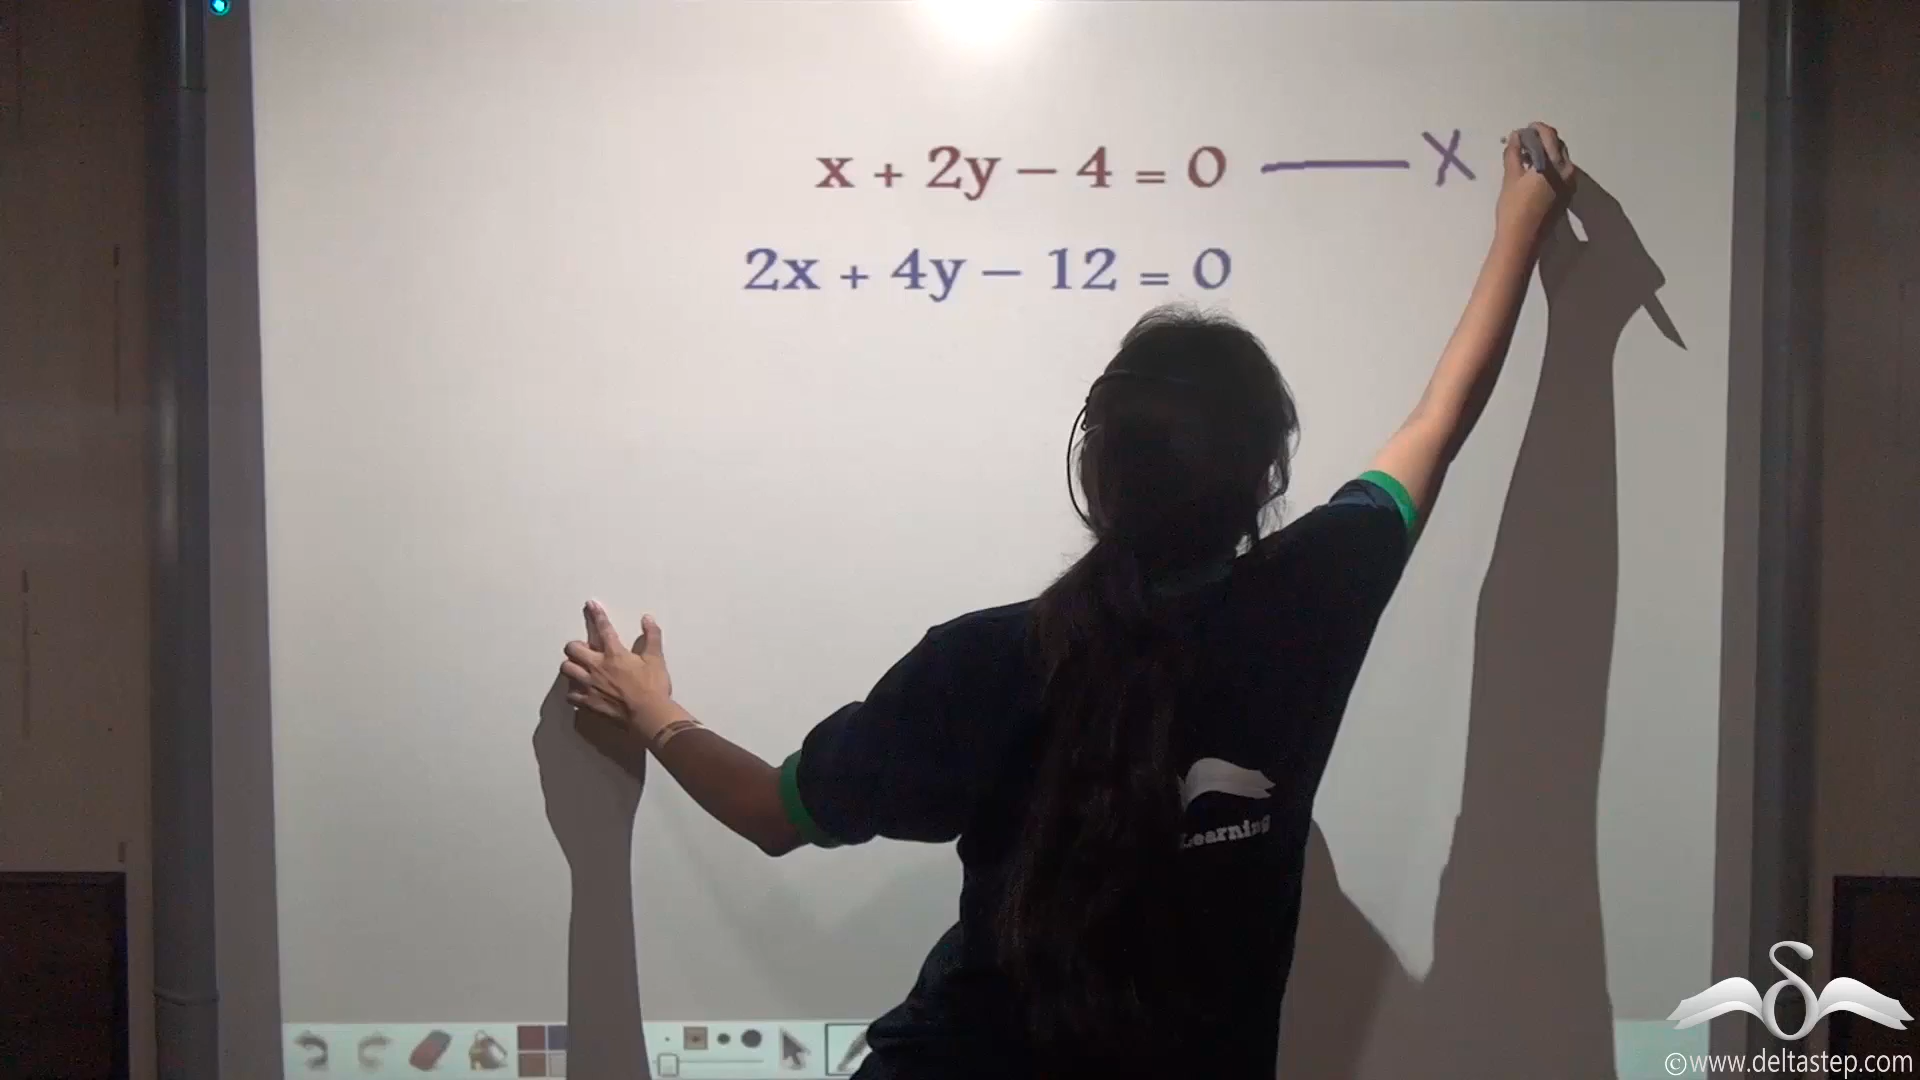 x + 2y – 4 = 0 — X
2x + 4y – 12 = 0
Learning
©www.deltastep.com